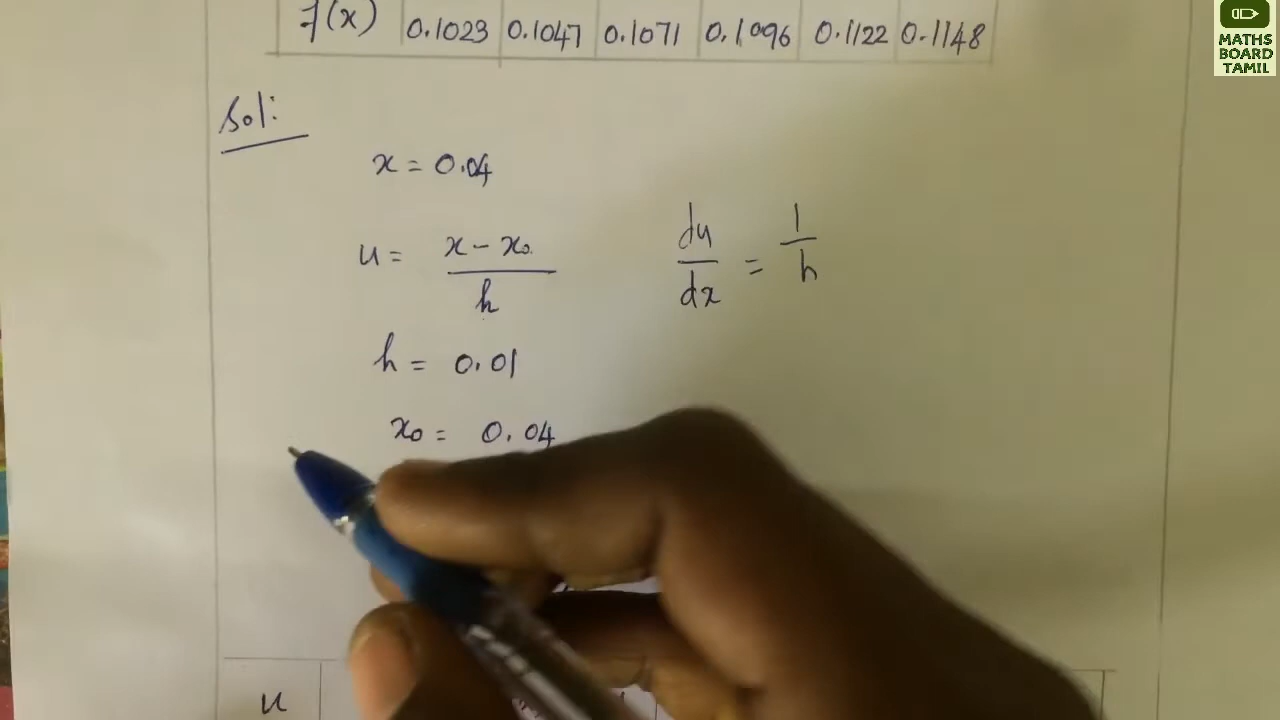 f(x) 0.1023 0.1047 0.1071 0.1096 0.1122 0.1148
MATHS
BOARD
TAMIL
Sol:
x = 0.04
u = x - x₀ / h du/dx = 1/h
h = 0.01
x₀ = 0.04
u